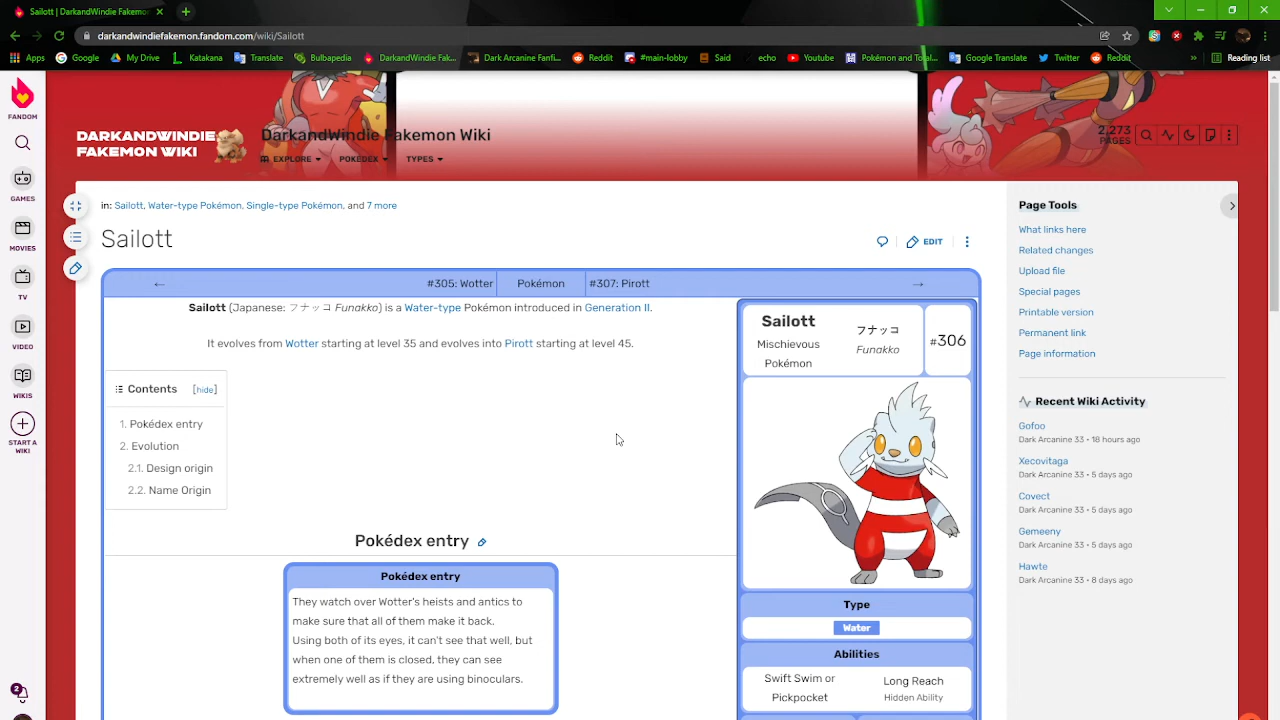 Sailott | DarkandWindie Fakemon
darkandwindiefakemon.fandom.com/wiki/Sailott
Apps Google My Drive Katakana Translate Bulbapedia DarkandWindie Fak... Dark Arcanine Fanfi... Reddit #main-lobby Said echo YouTube Pokémon and To... Google Translate Twitter Reddit » Reading list
FANDOM
GAMES
MOVIES
TV
VIDEO
WIKIS
START A
WIKI
2
DARKANDWINDIE
FAKEMON WIKI
DarkandWindie Fakemon Wiki
EXPLORE POKÉDEX TYPES
2,273
PAGES
in: Sailott, Water-type Pokémon, Single-type Pokémon, and 7 more
Sailott
EDIT
← #305: Wotter Pokémon #307: Pirott →
Sailott (Japanese: フナッコ Funakko) is a Water-type Pokémon introduced in Generation II.
It evolves from Wotter starting at level 35 and evolves into Pirott starting at level 45.
Contents [hide]
1. Pokédex entry
2. Evolution
2.1. Design origin
2.2. Name Origin
Pokédex entry
Pokédex entry
They watch over Wotter's heists and antics to
make sure that all of them make it back.
Using both of its eyes, it can't see that well, but
when one of them is closed, they can see
extremely well as if they are using binoculars.
Sailott
Mischievous
Pokémon
フナッコ
Funakko
#306
Type
Water
Abilities
Swift Swim or
Pickpocket
Long Reach
Hidden Ability
Page Tools
What links here
Related changes
Upload file
Special pages
Printable version
Permanent link
Page information
Recent Wiki Activity
Gofoo
Dark Arcanine 33 • 18 hours ago
Xecovitaga
Dark Arcanine 33 • 5 days ago
Covect
Dark Arcanine 33 • 5 days ago
Gemeeny
Dark Arcanine 33 • 5 days ago
Hawte
Dark Arcanine 33 • 8 days ago